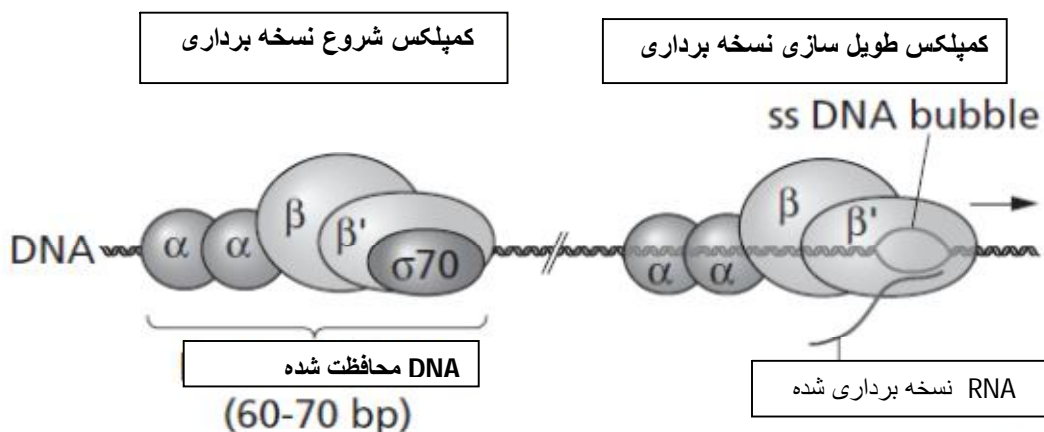 کمپلکس شروع نسخه برداری
کمپلکس طویل سازی نسخه برداری
ss DNA bubble
DNA
α
α
β
β'
σ70
α
α
β
β'
DNA محافظت شده
(60-70 bp)
RNA نسخه برداری شده